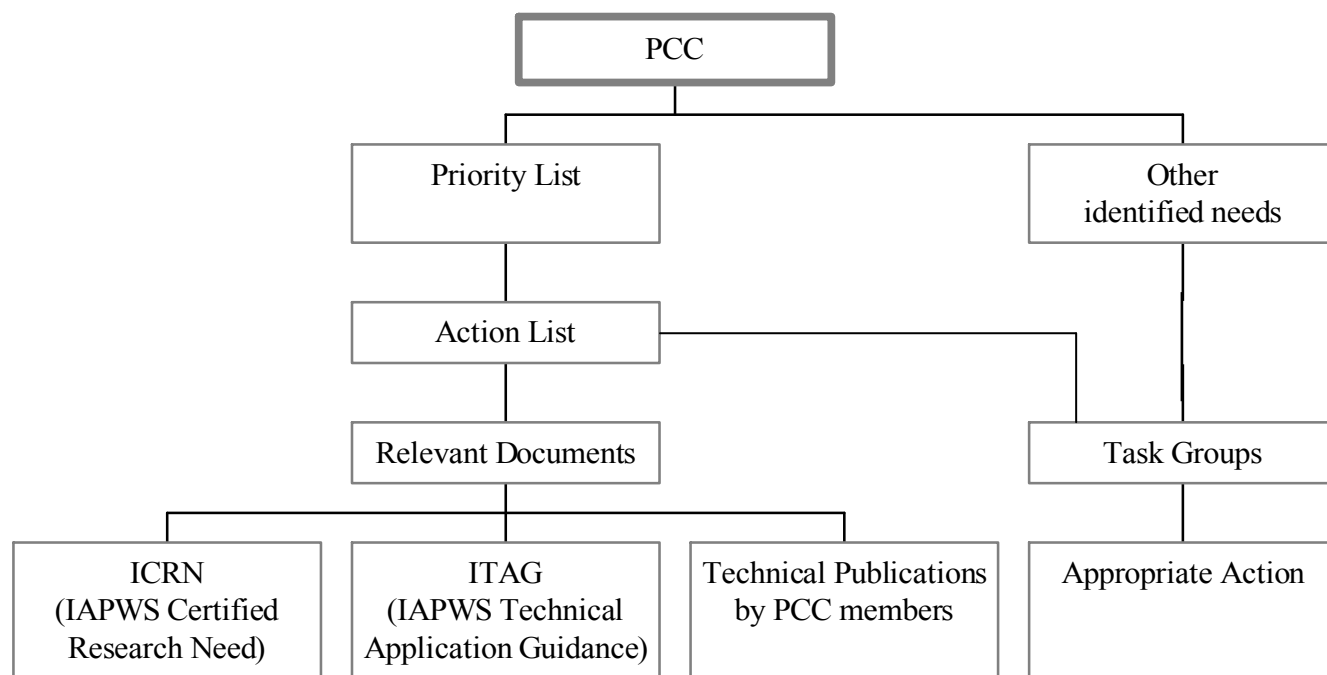 PCC
Priority List
Other
identified needs
Action List
Relevant Documents
Task Groups
ICRN
(IAPWS Certified
Research Need)
ITAG
(IAPWS Technical
Application Guidance)
Technical Publications
by PCC members
Appropriate Action